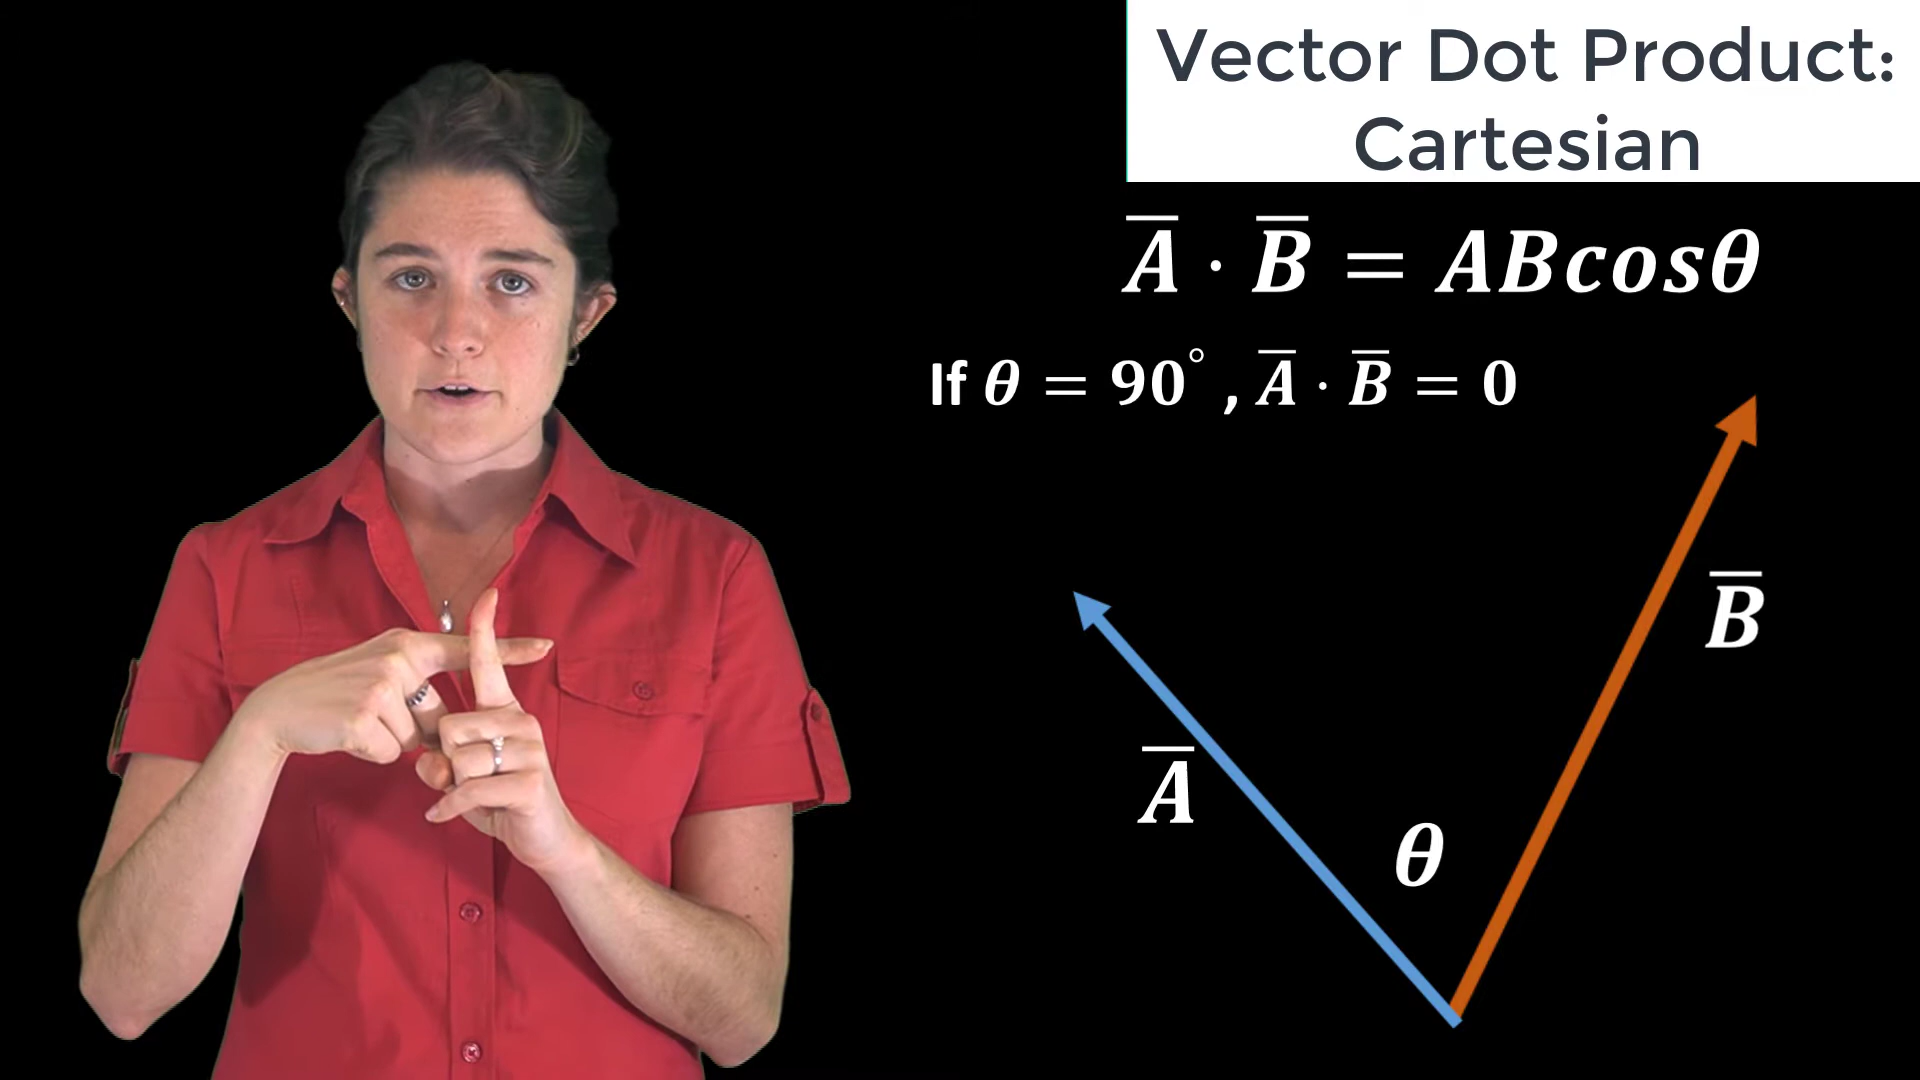 Vector Dot Product:
Cartesian
A̅ · B̅ = ABcosθ
If θ = 90°, A̅ · B̅ = 0
B̅
A̅
θ